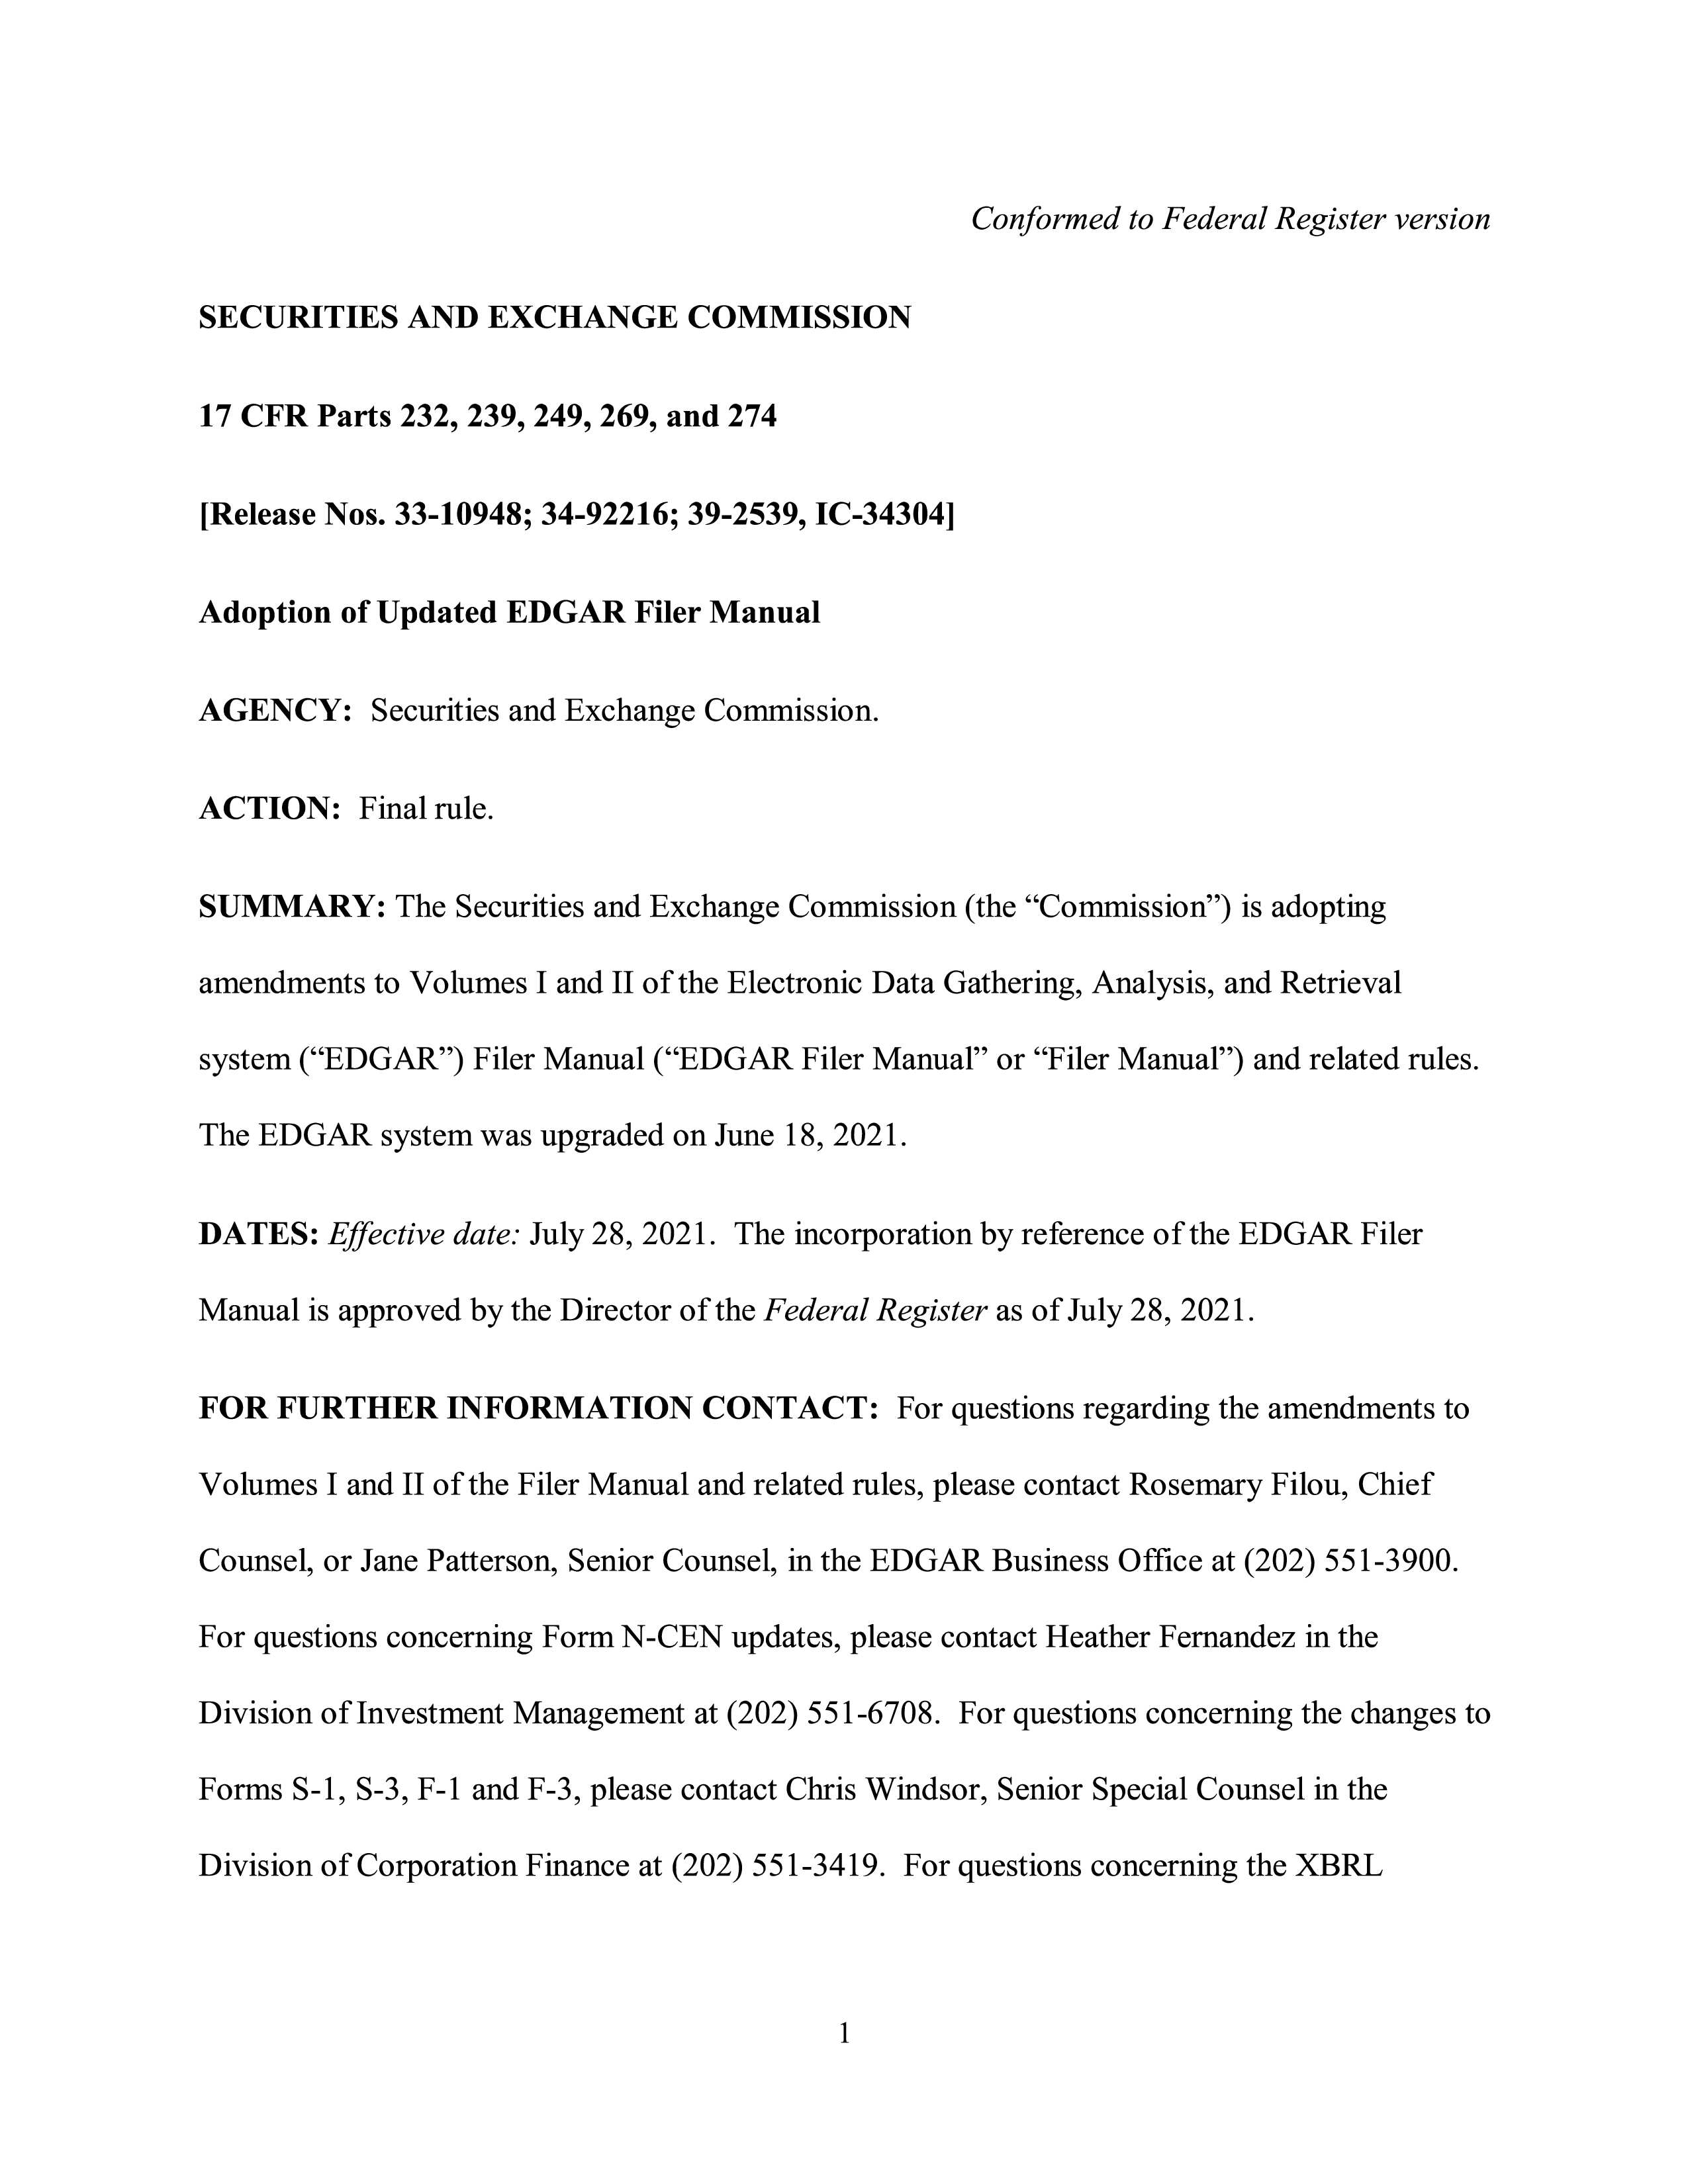 Conformed to Federal Register version
SECURITIES AND EXCHANGE COMMISSION
17 CFR Parts 232, 239, 249, 269, and 274
[Release Nos. 33-10948; 34-92216; 39-2539, IC-34304]
Adoption of Updated EDGAR Filer Manual
AGENCY:  Securities and Exchange Commission.
ACTION:  Final rule.
SUMMARY: The Securities and Exchange Commission (the “Commission”) is adopting
amendments to Volumes I and II of the Electronic Data Gathering, Analysis, and Retrieval
system (“EDGAR”) Filer Manual (“EDGAR Filer Manual” or “Filer Manual”) and related rules.
The EDGAR system was upgraded on June 18, 2021.
DATES: Effective date: July 28, 2021.  The incorporation by reference of the EDGAR Filer
Manual is approved by the Director of the Federal Register as of July 28, 2021.
FOR FURTHER INFORMATION CONTACT:  For questions regarding the amendments to
Volumes I and II of the Filer Manual and related rules, please contact Rosemary Filou, Chief
Counsel, or Jane Patterson, Senior Counsel, in the EDGAR Business Office at (202) 551-3900.
For questions concerning Form N-CEN updates, please contact Heather Fernandez in the
Division of Investment Management at (202) 551-6708.  For questions concerning the changes to
Forms S-1, S-3, F-1 and F-3, please contact Chris Windsor, Senior Special Counsel in the
Division of Corporation Finance at (202) 551-3419.  For questions concerning the XBRL
1